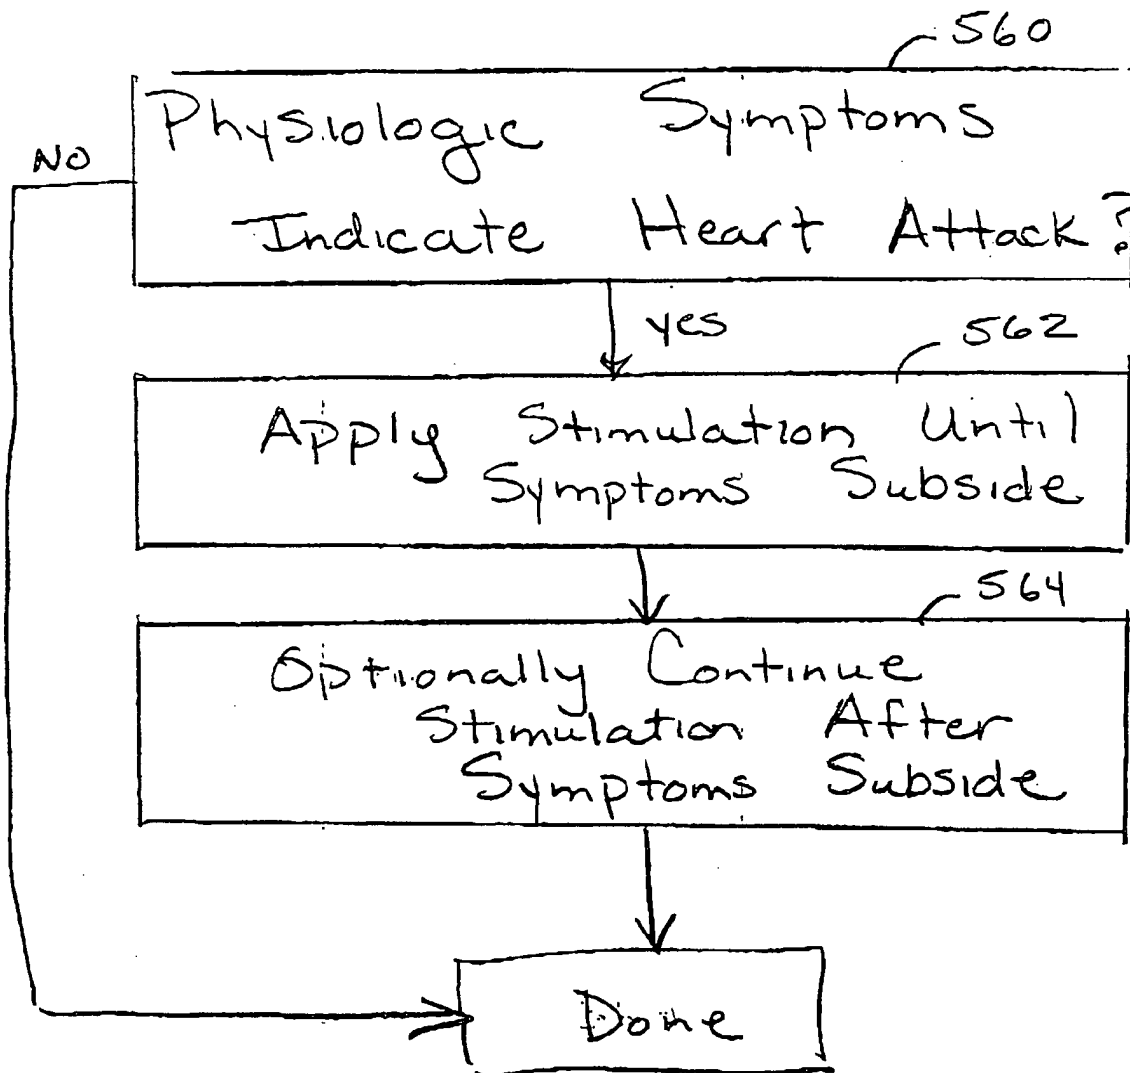 560
Physiologic Symptoms
NO
Indicate Heart Attack?
yes
562
Apply Stimulation Until
Symptoms Subside
564
Optionally Continue
Stimulation After
Symptoms Subside
Done